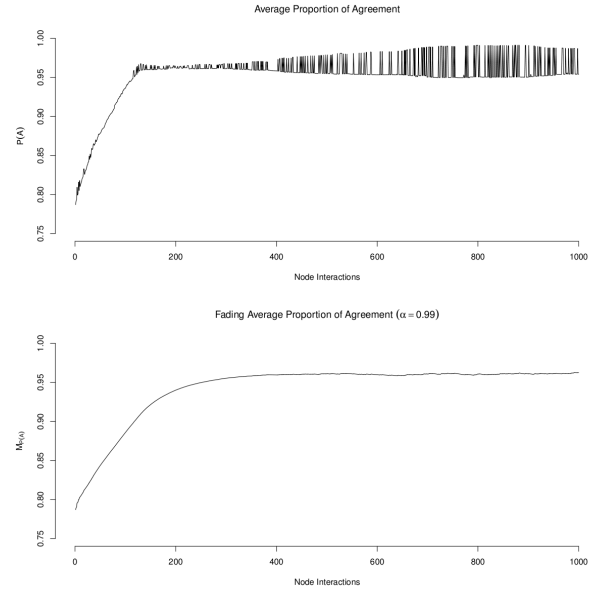 Average Proportion of Agreement
1.00
0.95
0.90
0.85
0.80
0.75
P(A)
0 200 400 600 800 1000
Node Interactions
Fading Average Proportion of Agreement (α = 0.99)
1.00
0.95
0.90
0.85
0.80
0.75
M_P(A)
0 200 400 600 800 1000
Node Interactions